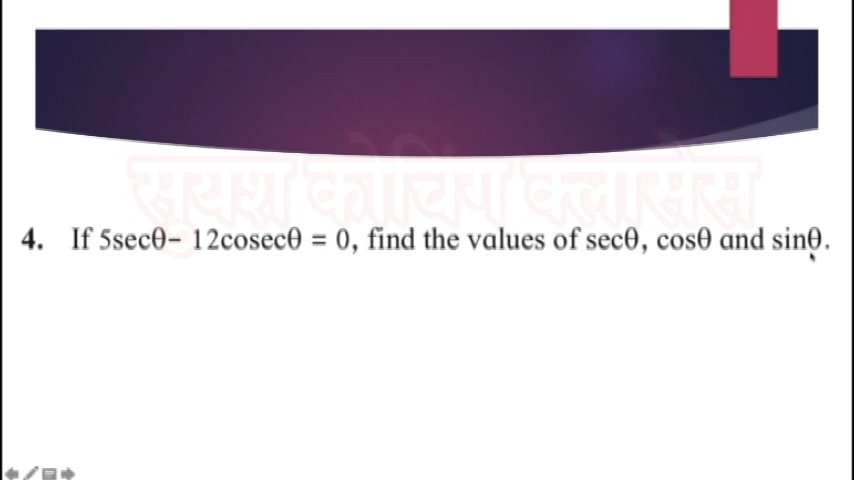 सुयश कोचिंग क्लासेस
4. If 5secθ– 12cosecθ = 0, find the values of secθ, cosθ and sinθ.